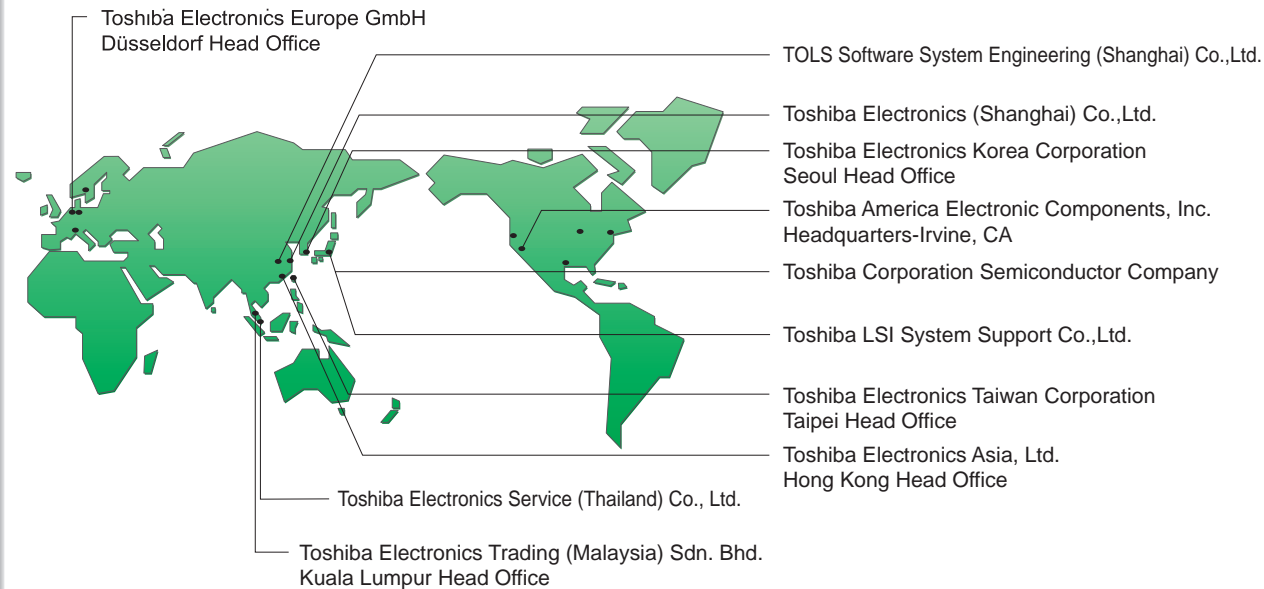 Toshiba Electronics Europe GmbH
Düsseldorf Head Office
TOLS Software System Engineering (Shanghai) Co.,Ltd.
Toshiba Electronics (Shanghai) Co.,Ltd.
Toshiba Electronics Korea Corporation
Seoul Head Office
Toshiba America Electronic Components, Inc.
Headquarters-Irvine, CA
Toshiba Corporation Semiconductor Company
Toshiba LSI System Support Co.,Ltd.
Toshiba Electronics Taiwan Corporation
Taipei Head Office
Toshiba Electronics Asia, Ltd.
Hong Kong Head Office
Toshiba Electronics Service (Thailand) Co., Ltd.
Toshiba Electronics Trading (Malaysia) Sdn. Bhd.
Kuala Lumpur Head Office